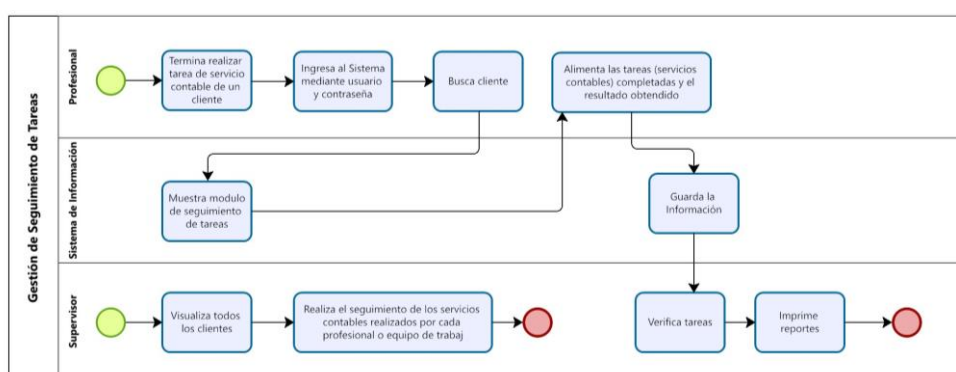 Gestión de Seguimiento de Tareas
Profesional
Termina realizar
tarea de servicio
contable de un
cliente
Ingresa al Sistema
mediante usuario
y contraseña
Busca cliente
Alimenta las tareas (servicios
contables) completadas y el
resultado obtendido
Sistema de Información
Muestra modulo
de seguimiento
de tareas
Guarda la
Información
Supervisor
Visualiza todos
los clientes
Realiza el seguimiento de los servicios
contables realizados por cada
profesional o equipo de trabaj
Verifica tareas
Imprime
reportes